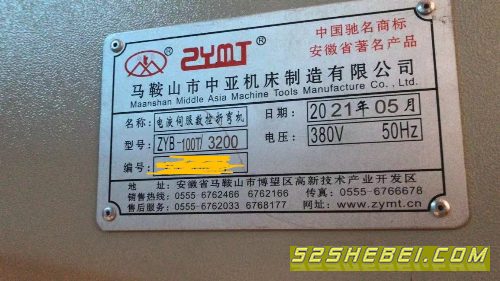 ZYMT®
中国驰名商标
安徽省著名产品
马鞍山市中亚机床制造有限公司
Maanshan Middle Asia Machine Tools Manufacture Co., Ltd
名称: 电液伺服数控折弯机
日期: 2021年05月
型号: ZYB-100T/3200
电压: 380V 50Hz
编号:
地 址: 安徽省马鞍山市博望区高新技术产业开发区
销售热线: 0555-6762466 6762166 传真: 0555-6766678
售后服务: 0555-6762033 6768177 网址: www.zymt.cn
52SHEBEI.COM